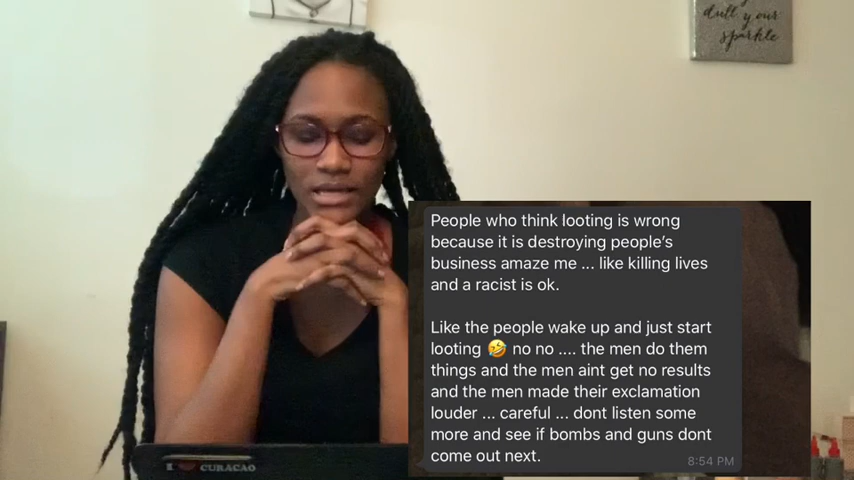 dull your
sparkle
People who think looting is wrong
because it is destroying people’s
business amaze me ... like killing lives
and a racist is ok.
Like the people wake up and just start
looting 🤣 no no .... the men do them
things and the men aint get no results
and the men made their exclamation
louder ... careful ... dont listen some
more and see if bombs and guns dont
come out next.
8:54 PM
I CURACAO